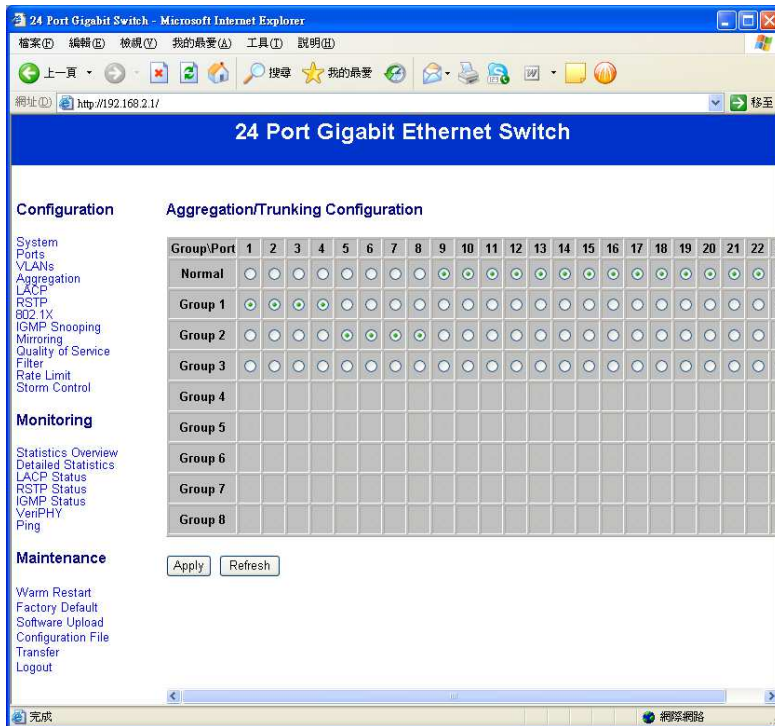 24 Port Gigabit Switch - Microsoft Internet Explorer
檔案(F) 編輯(E) 檢視(V) 我的最愛(A) 工具(T) 說明(H)
上一頁 搜尋 我的最愛
網址(D) http://192.168.2.1/ 移至
24 Port Gigabit Ethernet Switch
Configuration
System
Ports
VLANs
Aggregation
LACP
RSTP
802.1X
IGMP Snooping
Mirroring
Quality of Service
Filter
Rate Limit
Storm Control
Monitoring
Statistics Overview
Detailed Statistics
LACP Status
RSTP Status
IGMP Status
VeriPHY
Ping
Maintenance
Warm Restart
Factory Default
Software Upload
Configuration File
Transfer
Logout
Aggregation/Trunking Configuration
Group\Port 1 2 3 4 5 6 7 8 9 10 11 12 13 14 15 16 17 18 19 20 21 22
Normal
Group 1
Group 2
Group 3
Group 4
Group 5
Group 6
Group 7
Group 8
Apply Refresh
完成 網際網路